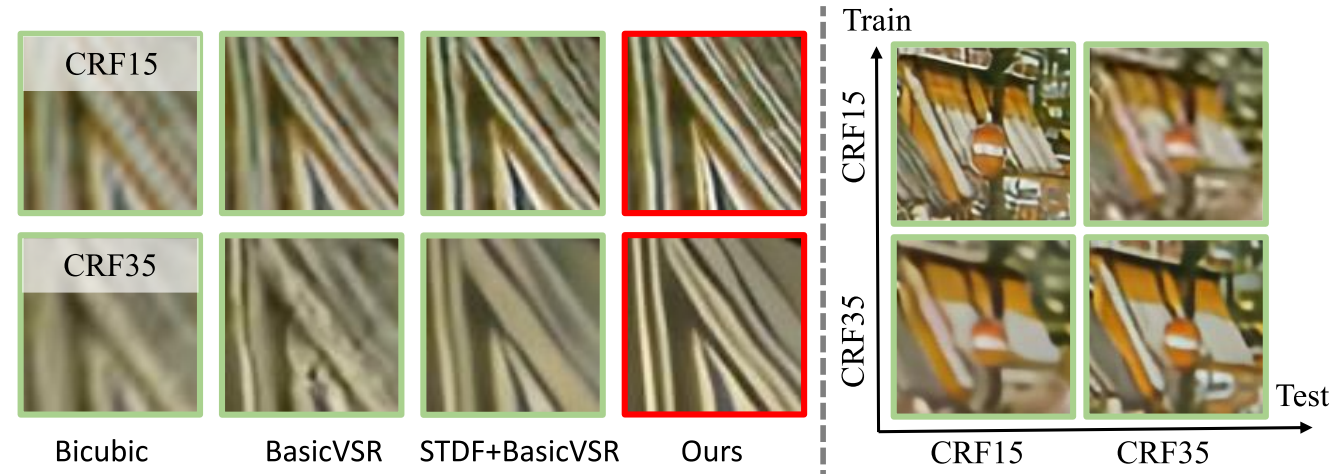 CRF15
CRF35
Bicubic
BasicVSR
STDF+BasicVSR
Ours
Train
CRF15
CRF35
Test
CRF15
CRF35